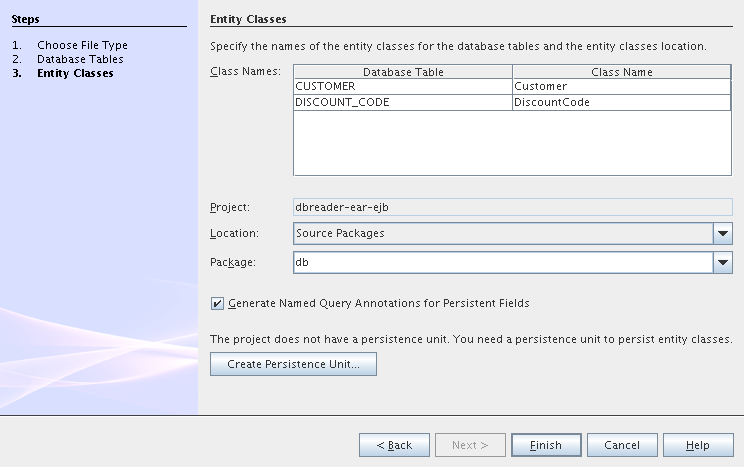 Steps
1. Choose File Type
2. Database Tables
3. Entity Classes
Entity Classes
Specify the names of the entity classes for the database tables and the entity classes location.
Class Names:
Database Table Class Name
CUSTOMER Customer
DISCOUNT_CODE DiscountCode
Project: dbreader-ear-ejb
Location: Source Packages
Package: db
Generate Named Query Annotations for Persistent Fields
The project does not have a persistence unit. You need a persistence unit to persist entity classes.
Create Persistence Unit...
< Back Next > Finish Cancel Help